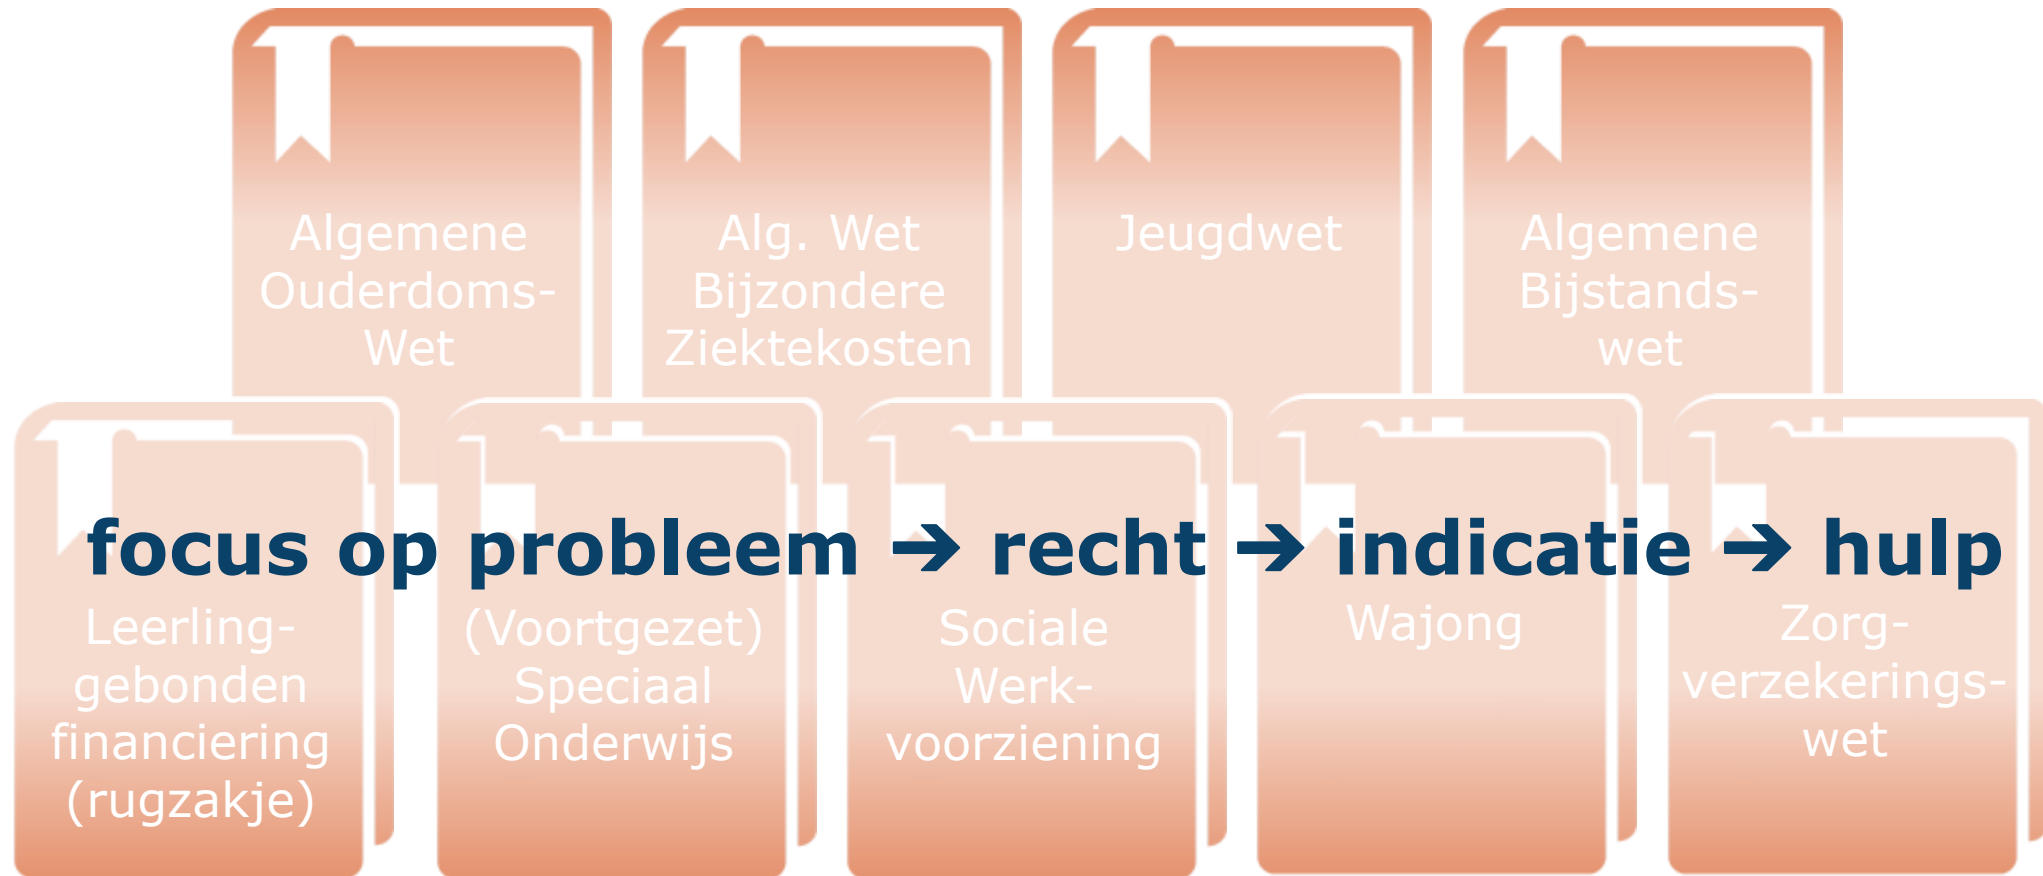 Algemene
Ouderdoms-
Wet
Alg. Wet
Bijzondere
Ziektekosten
Jeugdwet
Algemene
Bijstands-
wet
focus op probleem ➔ recht ➔ indicatie ➔ hulp
Leerling-
gebonden
financiering
(rugzakje)
(Voortgezet)
Speciaal
Onderwijs
Sociale
Werk-
voorziening
Wajong
Zorg-
verzekerings-
wet